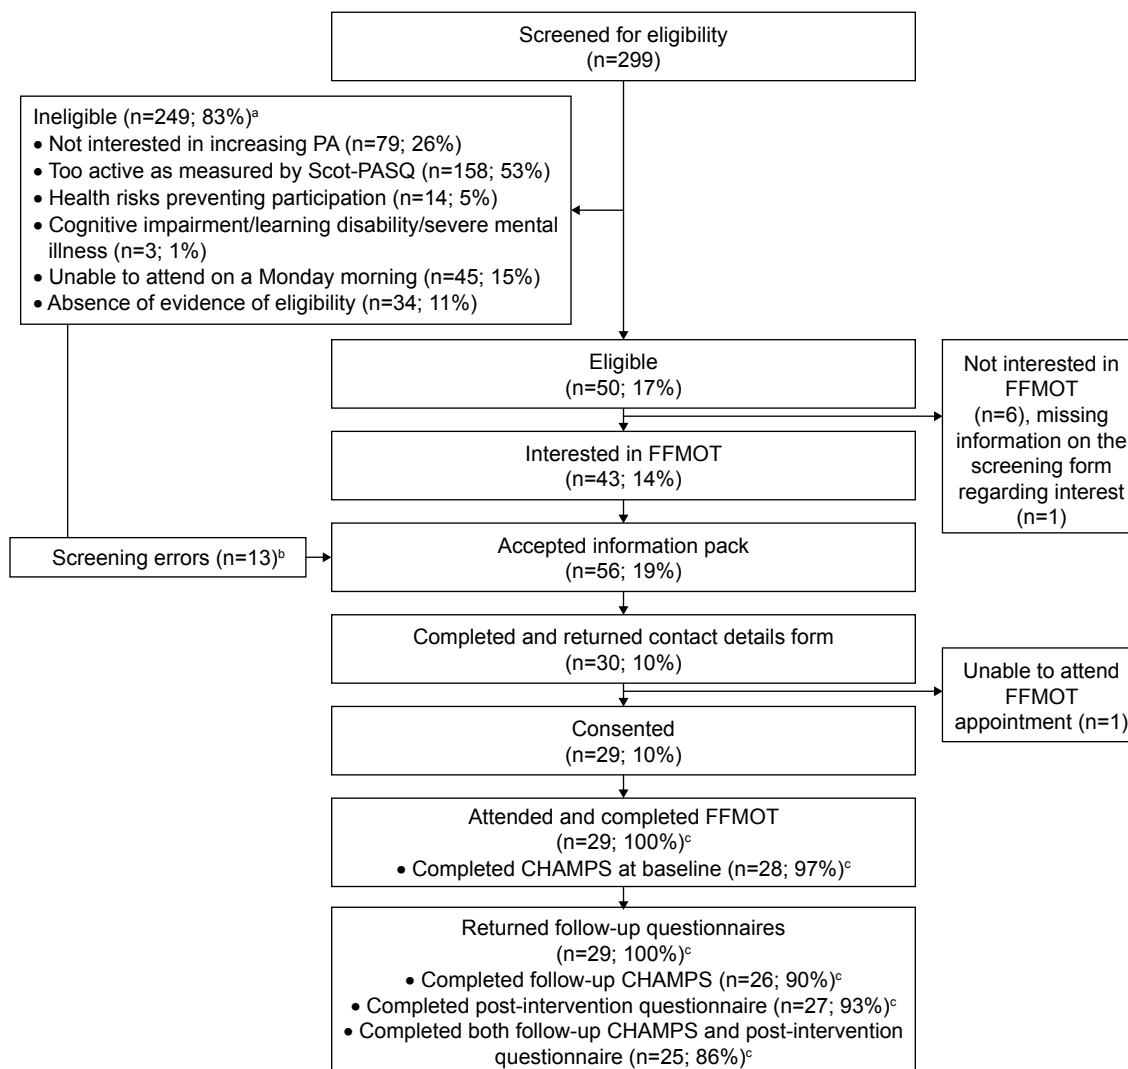 Screened for eligibility
(n=299)
Ineligible (n=249; 83%)ᵃ
• Not interested in increasing PA (n=79; 26%)
• Too active as measured by Scot-PASQ (n=158; 53%)
• Health risks preventing participation (n=14; 5%)
• Cognitive impairment/learning disability/severe mental
illness (n=3; 1%)
• Unable to attend on a Monday morning (n=45; 15%)
• Absence of evidence of eligibility (n=34; 11%)
Eligible
(n=50; 17%)
Not interested in
FFMOT
(n=6), missing
information on the
screening form
regarding interest
(n=1)
Interested in FFMOT
(n=43; 14%)
Screening errors (n=13)ᵇ
Accepted information pack
(n=56; 19%)
Completed and returned contact details form
(n=30; 10%)
Unable to attend
FFMOT
appointment (n=1)
Consented
(n=29; 10%)
Attended and completed FFMOT
(n=29; 100%)ᶜ
• Completed CHAMPS at baseline (n=28; 97%)ᶜ
Returned follow-up questionnaires
(n=29; 100%)ᶜ
• Completed follow-up CHAMPS (n=26; 90%)ᶜ
• Completed post-intervention questionnaire (n=27; 93%)ᶜ
• Completed both follow-up CHAMPS and post-intervention
questionnaire (n=25; 86%)ᶜ